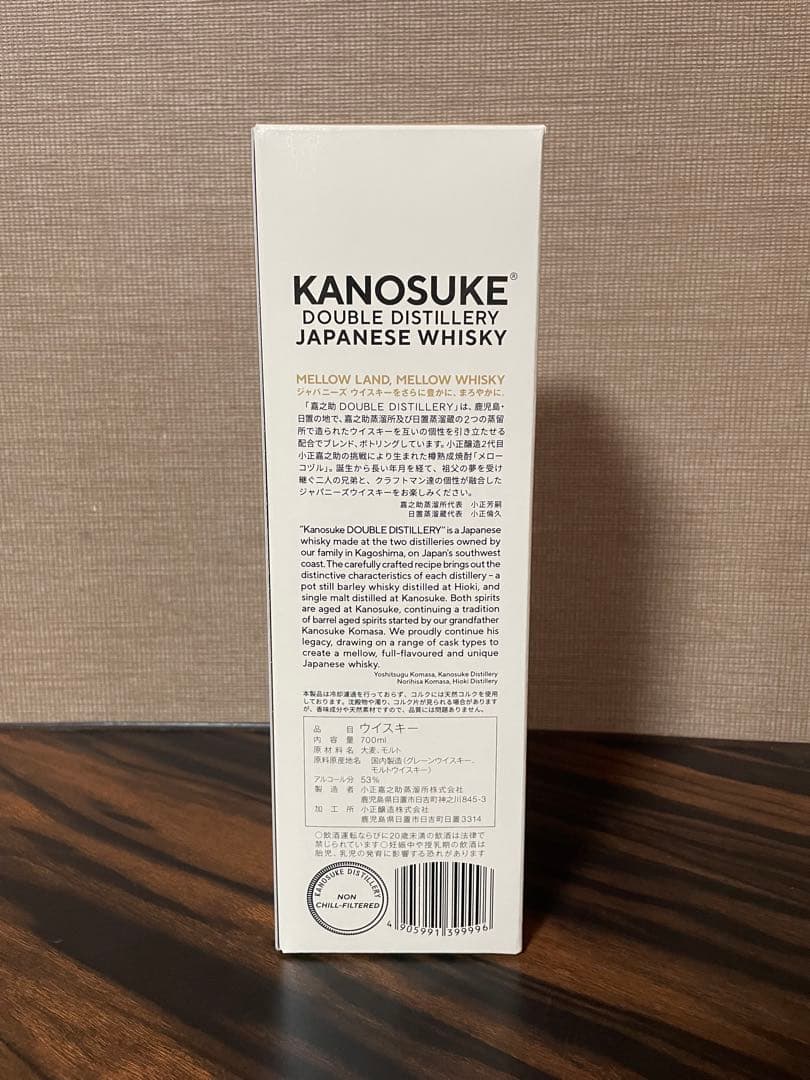 KANOSUKE®
DOUBLE DISTILLERY
JAPANESE WHISKY
MELLOW LAND, MELLOW WHISKY
ジャパニーズ ウイスキーをさらに豊かに、まろやかに。
「嘉之助 DOUBLE DISTILLERY」は、鹿児島・
日置の地で、嘉之助蒸溜所及び日置蒸溜蔵の2つの蒸留
所で造られたウイスキーを互いの個性を引き立たせる
配合でブレンド、ボトリングしています。小正醸造2代目
小正嘉之助の挑戦により生まれた樽熟成焼酎「メロー
コヅル」。誕生から長い年月を経て、祖父の夢を受け
継ぐ二人の兄弟と、クラフトマン達の個性が融合した
ジャパニーズウイスキーをお楽しみください。
嘉之助蒸溜所代表 小正芳嗣
日置蒸溜蔵代表 小正倫久
"Kanosuke DOUBLE DISTILLERY" is a Japanese
whisky made at the two distilleries owned by
our family in Kagoshima, on Japan's southwest
coast. The carefully crafted recipe brings out the
distinctive characteristics of each distillery – a
pot still barley whisky distilled at Hioki, and
single malt distilled at Kanosuke. Both spirits
are aged at Kanosuke, continuing a tradition
of barrel aged spirits started by our grandfather
Kanosuke Komasa. We proudly continue his
legacy, drawing on a range of cask types to
create a mellow, full-flavoured and unique
Japanese whisky.
Yoshitsugu Komasa, Kanosuke Distillery
Norihisa Komasa, Hioki Distillery
本製品は冷却濾過を行っておらず、コルクには天然コルクを使用
しております。沈殿物や濁り、コルク片が見られる場合があります
が、香味成分や天然素材ですので、品質には問題ありません。
品目 ウイスキー
内容量 700ml
原材料名 大麦、モルト
原料原産地名 国内製造(グレーンウイスキー、
モルトウイスキー)
アルコール分 53%
製造者 小正嘉之助蒸溜所株式会社
鹿児島県日置市日吉町神之川845-3
加工所 小正醸造株式会社
鹿児島県日置市日吉町日置3314
○飲酒運転ならびに20歳未満の飲酒は法律で
禁じられています○妊娠中や授乳期の飲酒は
胎児、乳児の発育に影響する恐れがあります
KANOSUKE DISTILLERY
NON
CHILL-FILTERED
4 905991 399996